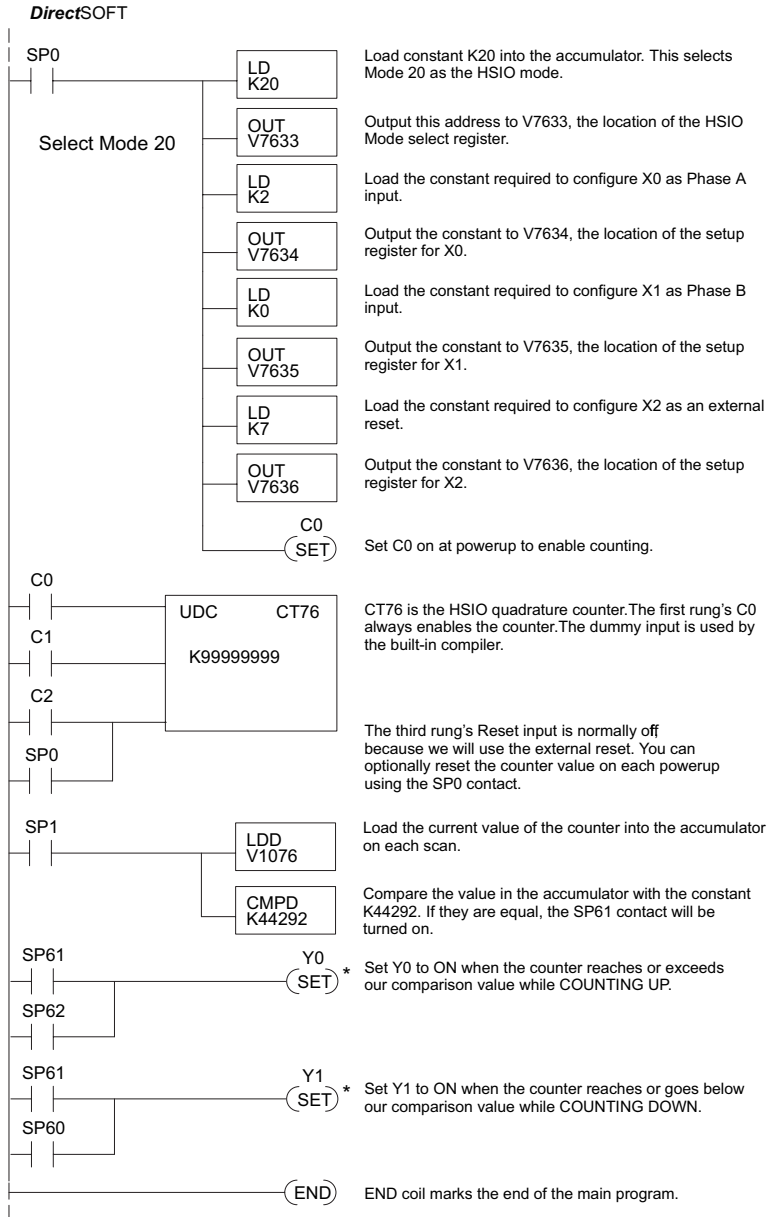 DirectSOFT
SP0
LD
K20
Load constant K20 into the accumulator. This selects
Mode 20 as the HSIO mode.
Select Mode 20
OUT
V7633
Output this address to V7633, the location of the HSIO
Mode select register.
LD
K2
Load the constant required to configure X0 as Phase A
input.
OUT
V7634
Output the constant to V7634, the location of the setup
register for X0.
LD
K0
Load the constant required to configure X1 as Phase B
input.
OUT
V7635
Output the constant to V7635, the location of the setup
register for X1.
LD
K7
Load the constant required to configure X2 as an external
reset.
OUT
V7636
Output the constant to V7636, the location of the setup
register for X2.
C0
SET
Set C0 on at powerup to enable counting.
C0
C1
C2
SP0
UDC CT76
K99999999
CT76 is the HSIO quadrature counter.The first rung's C0
always enables the counter.The dummy input is used by
the built-in compiler.
The third rung's Reset input is normally off
because we will use the external reset. You can
optionally reset the counter value on each powerup
using the SP0 contact.
SP1
LDD
V1076
Load the current value of the counter into the accumulator
on each scan.
CMPD
K44292
Compare the value in the accumulator with the constant
K44292. If they are equal, the SP61 contact will be
turned on.
SP61
SP62
Y0
SET *
Set Y0 to ON when the counter reaches or exceeds
our comparison value while COUNTING UP.
SP61
SP60
Y1
SET *
Set Y1 to ON when the counter reaches or goes below
our comparison value while COUNTING DOWN.
END
END coil marks the end of the main program.